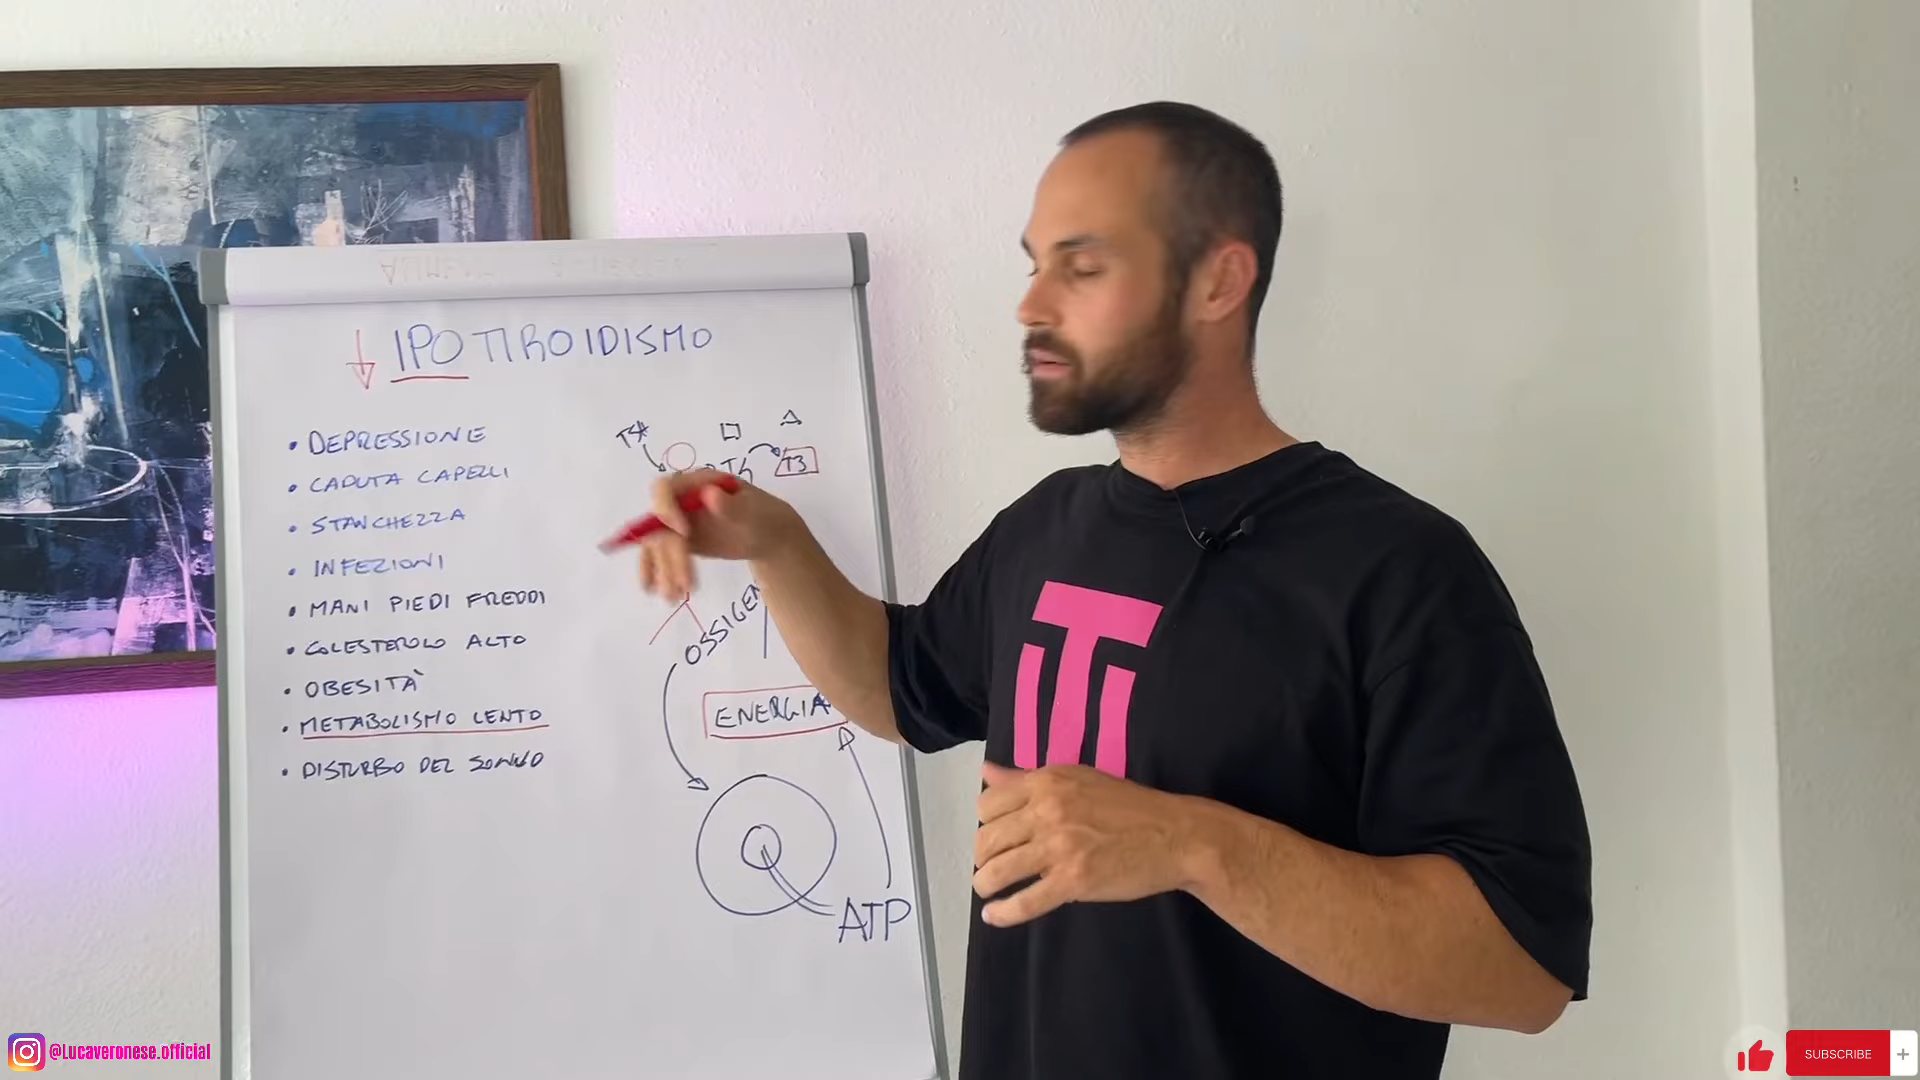 IPOTIROIDISMO
• DEPRESSIONE
• CADUTA CAPELLI
• STANCHEZZA
• INFEZIONI
• MANI PIEDI FREDDI
• COLESTEROLO ALTO
• OBESITÀ
• METABOLISMO LENTO
• DISTURBO DEL SONNO
T4
T3
OSSIGEN
ENERGIA
ATP
@Lucaveronese.official
SUBSCRIBE